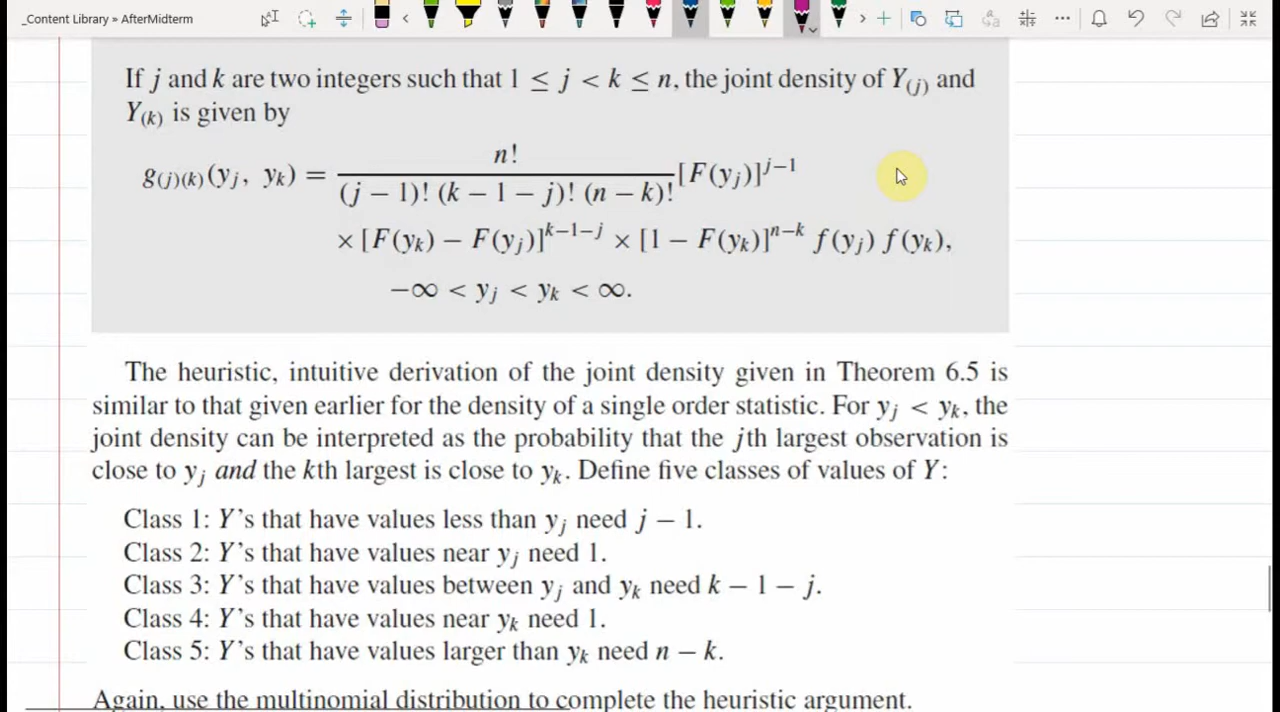 _Content Library » AfterMidterm
If j and k are two integers such that 1 ≤ j < k ≤ n, the joint density of Y(j) and
Y(k) is given by
g(j)(k)(yj, yk) = n! / (j − 1)! (k − 1 − j)! (n − k)! [F(yj)]^j−1
× [F(yk) − F(yj)]^k−1−j × [1 − F(yk)]^n−k f(yj) f(yk),
−∞ < yj < yk < ∞.
The heuristic, intuitive derivation of the joint density given in Theorem 6.5 is
similar to that given earlier for the density of a single order statistic. For yj < yk, the
joint density can be interpreted as the probability that the jth largest observation is
close to yj and the kth largest is close to yk. Define five classes of values of Y:
Class 1: Y’s that have values less than yj need j − 1.
Class 2: Y’s that have values near yj need 1.
Class 3: Y’s that have values between yj and yk need k − 1 − j.
Class 4: Y’s that have values near yk need 1.
Class 5: Y’s that have values larger than yk need n − k.
Again, use the multinomial distribution to complete the heuristic argument.